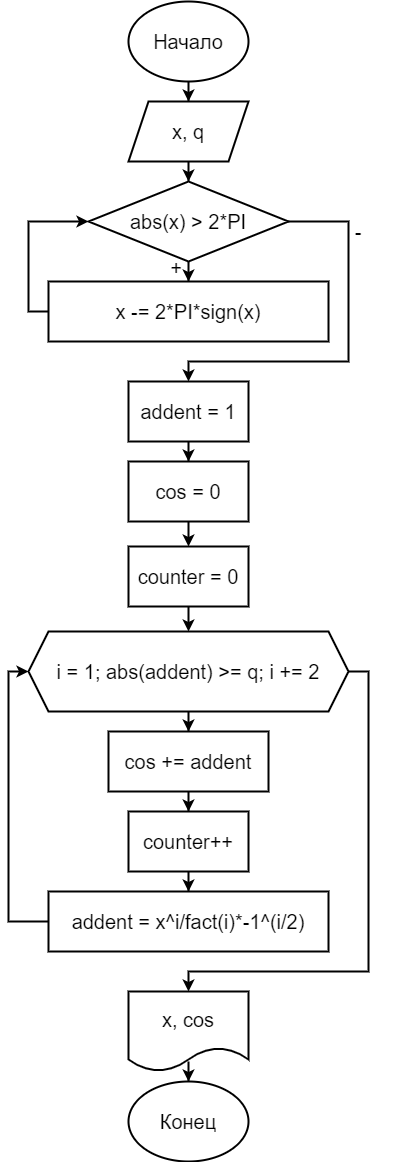 Начало
x, q
abs(x) > 2*PI
-
+
x -= 2*PI*sign(x)
addent = 1
cos = 0
counter = 0
i = 1; abs(addent) >= q; i += 2
cos += addent
counter++
addent = x^i/fact(i)*-1^(i/2)
x, cos
Конец